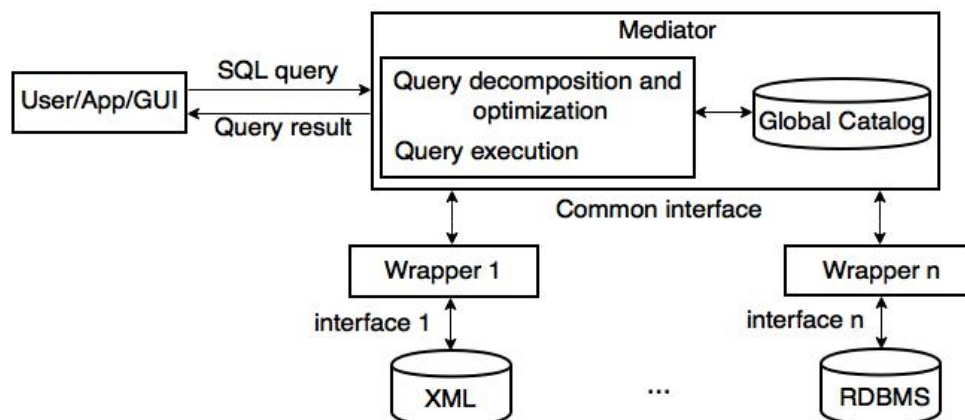 Mediator
SQL query
User/App/GUI
Query result
Query decomposition and
optimization
Query execution
Global Catalog
Common interface
Wrapper 1
Wrapper n
interface 1
interface n
XML
...
RDBMS